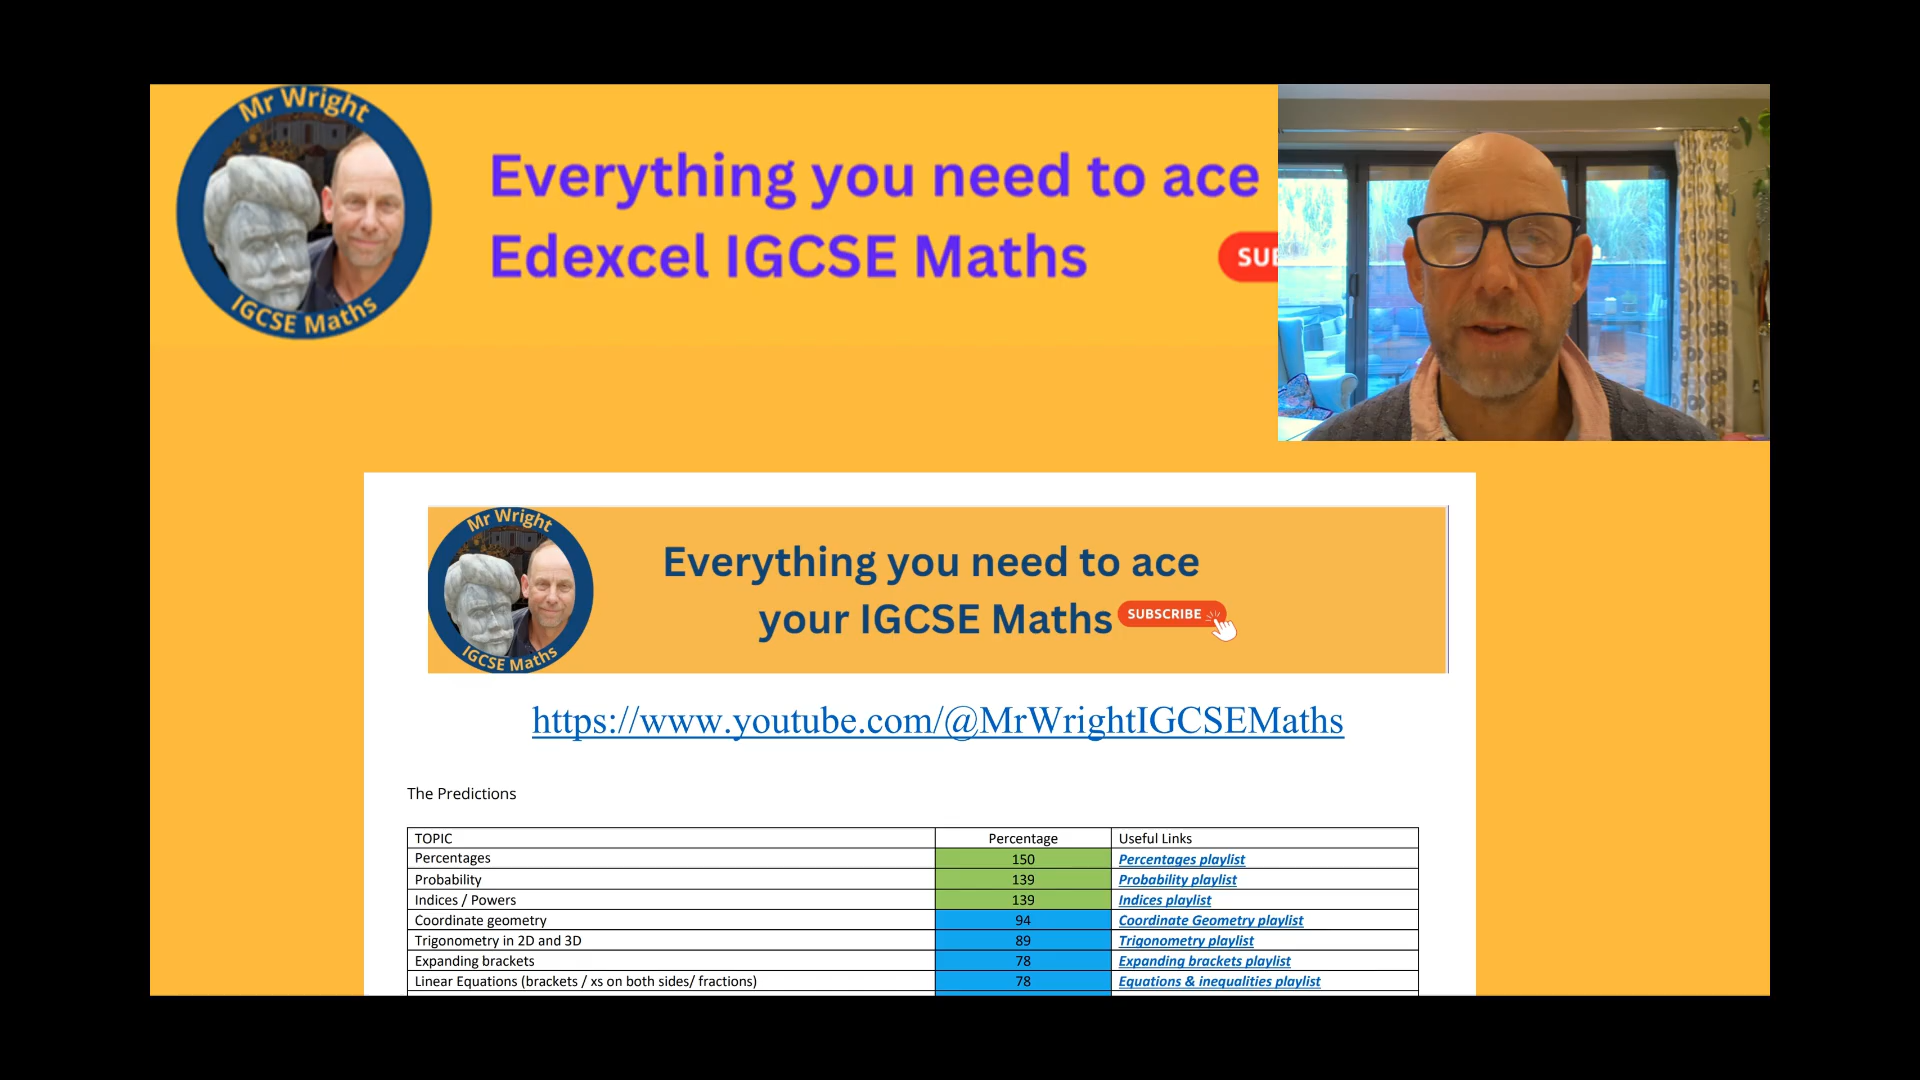 Mr Wright
IGCSE Maths
Everything you need to ace
Edexcel IGCSE Maths
SU
Mr Wright
IGCSE Maths
Everything you need to ace
your IGCSE Maths
SUBSCRIBE
https://www.youtube.com/@MrWrightIGCSEMaths
The Predictions
TOPIC Percentage Useful Links
Percentages 150 Percentages playlist
Probability 139 Probability playlist
Indices / Powers 139 Indices playlist
Coordinate geometry 94 Coordinate Geometry playlist
Trigonometry in 2D and 3D 89 Trigonometry playlist
Expanding brackets 78 Expanding brackets playlist
Linear Equations (brackets / xs on both sides/ fractions) 78 Equations & inequalities playlist